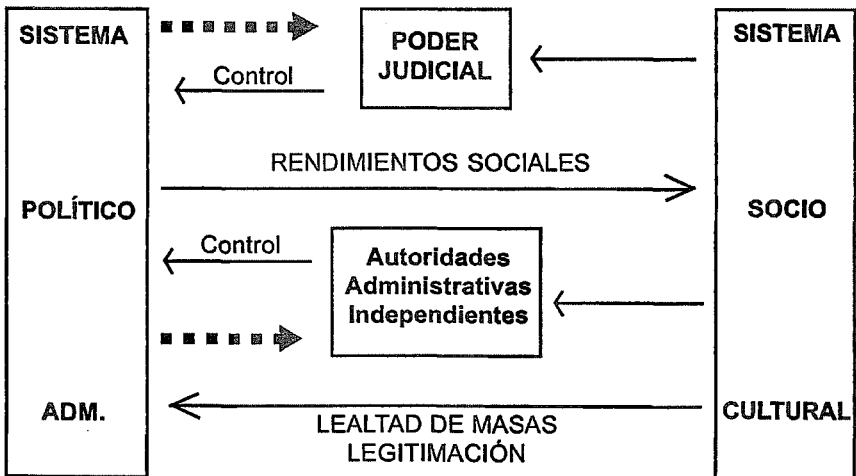 SISTEMA
POLÍTICO
ADM.
PODER
JUDICIAL
Control
RENDIMIENTOS SOCIALES
Control
Autoridades
Administrativas
Independientes
LEALTAD DE MASAS
LEGITIMACIÓN
SISTEMA
SOCIO
CULTURAL